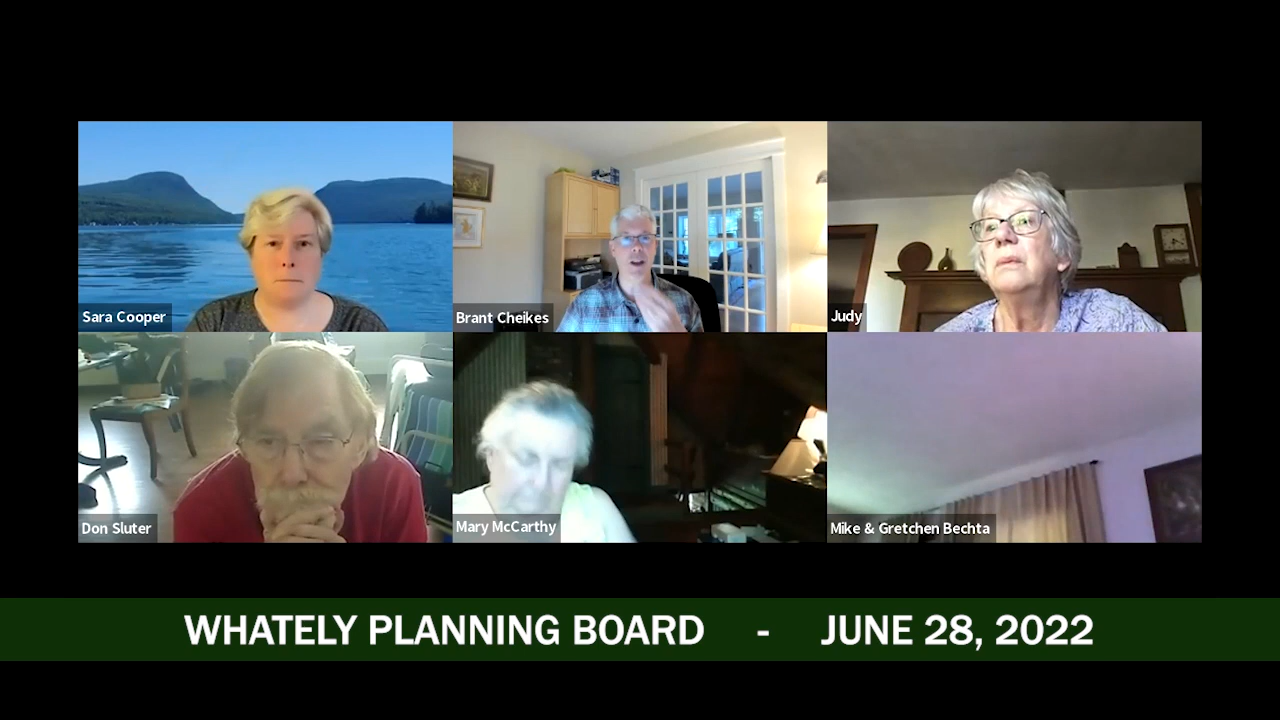 Sara Cooper
Brant Cheikes
Judy
Don Sluter
Mary McCarthy
Mike & Gretchen Bechta
WHATELY PLANNING BOARD - JUNE 28, 2022